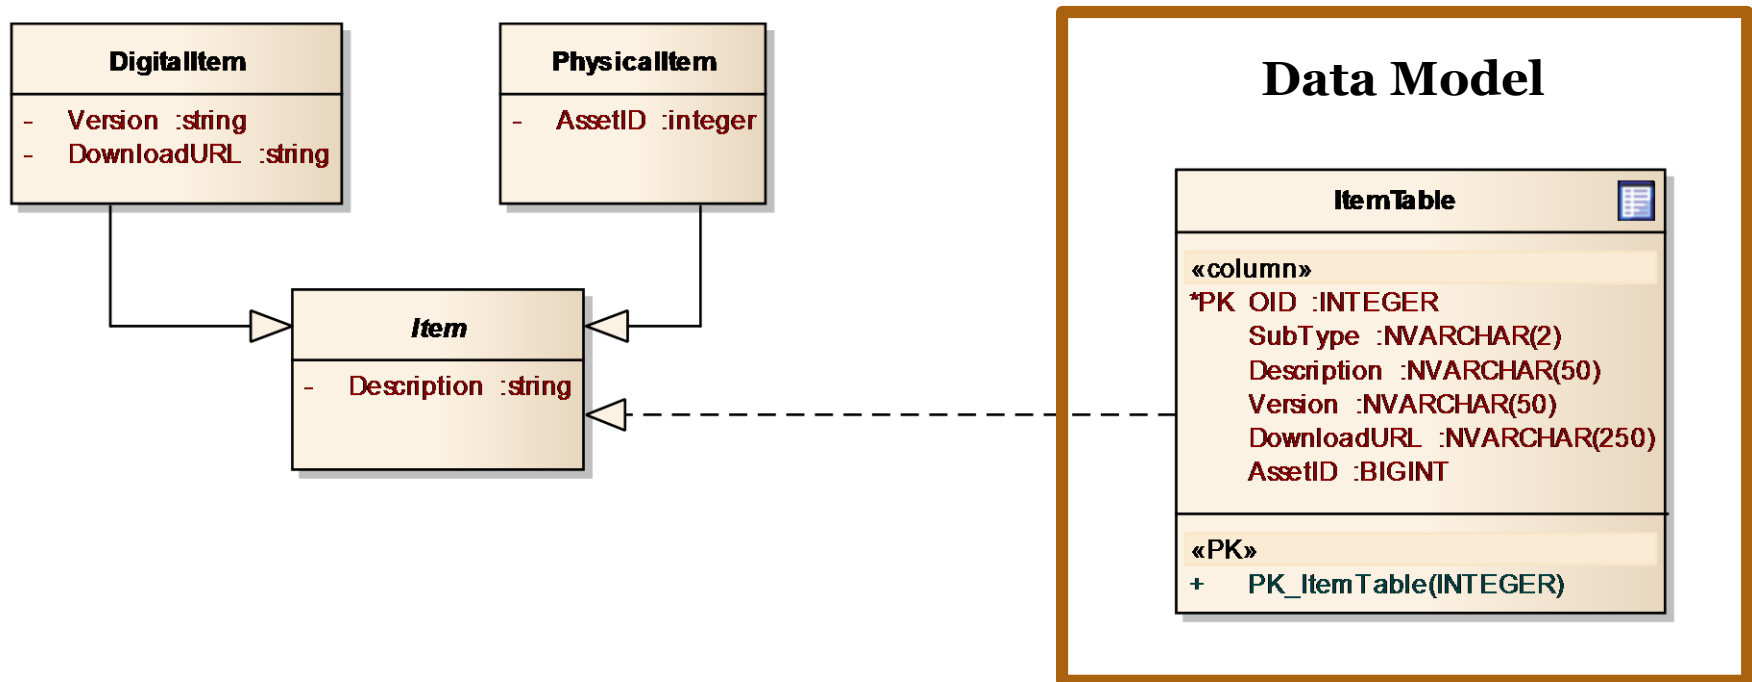 DigitalItem
- Version :string
- DownloadURL :string
PhysicalItem
- AssetID :integer
Item
- Description :string
Data Model
ItemTable
«column»
*PK OID :INTEGER
SubType :NVARCHAR(2)
Description :NVARCHAR(50)
Version :NVARCHAR(50)
DownloadURL :NVARCHAR(250)
AssetID :BIGINT
«PK»
+ PK_ItemTable(INTEGER)